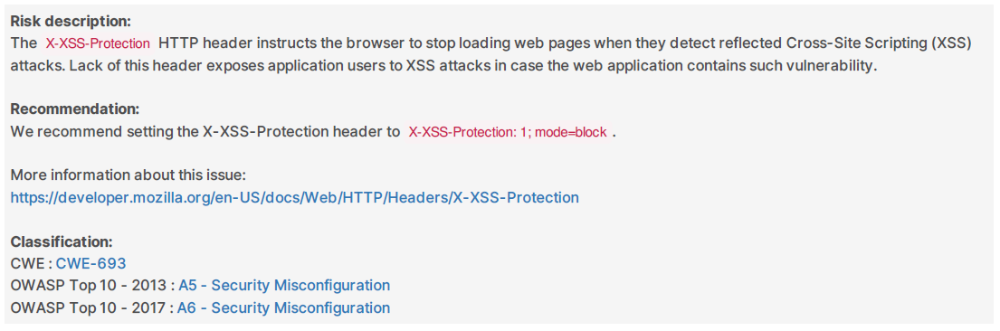 Risk description:
The X-XSS-Protection HTTP header instructs the browser to stop loading web pages when they detect reflected Cross-Site Scripting (XSS)
attacks. Lack of this header exposes application users to XSS attacks in case the web application contains such vulnerability.
Recommendation:
We recommend setting the X-XSS-Protection header to X-XSS-Protection: 1; mode=block .
More information about this issue:
https://developer.mozilla.org/en-US/docs/Web/HTTP/Headers/X-XSS-Protection
Classification:
CWE : CWE-693
OWASP Top 10 - 2013 : A5 - Security Misconfiguration
OWASP Top 10 - 2017 : A6 - Security Misconfiguration